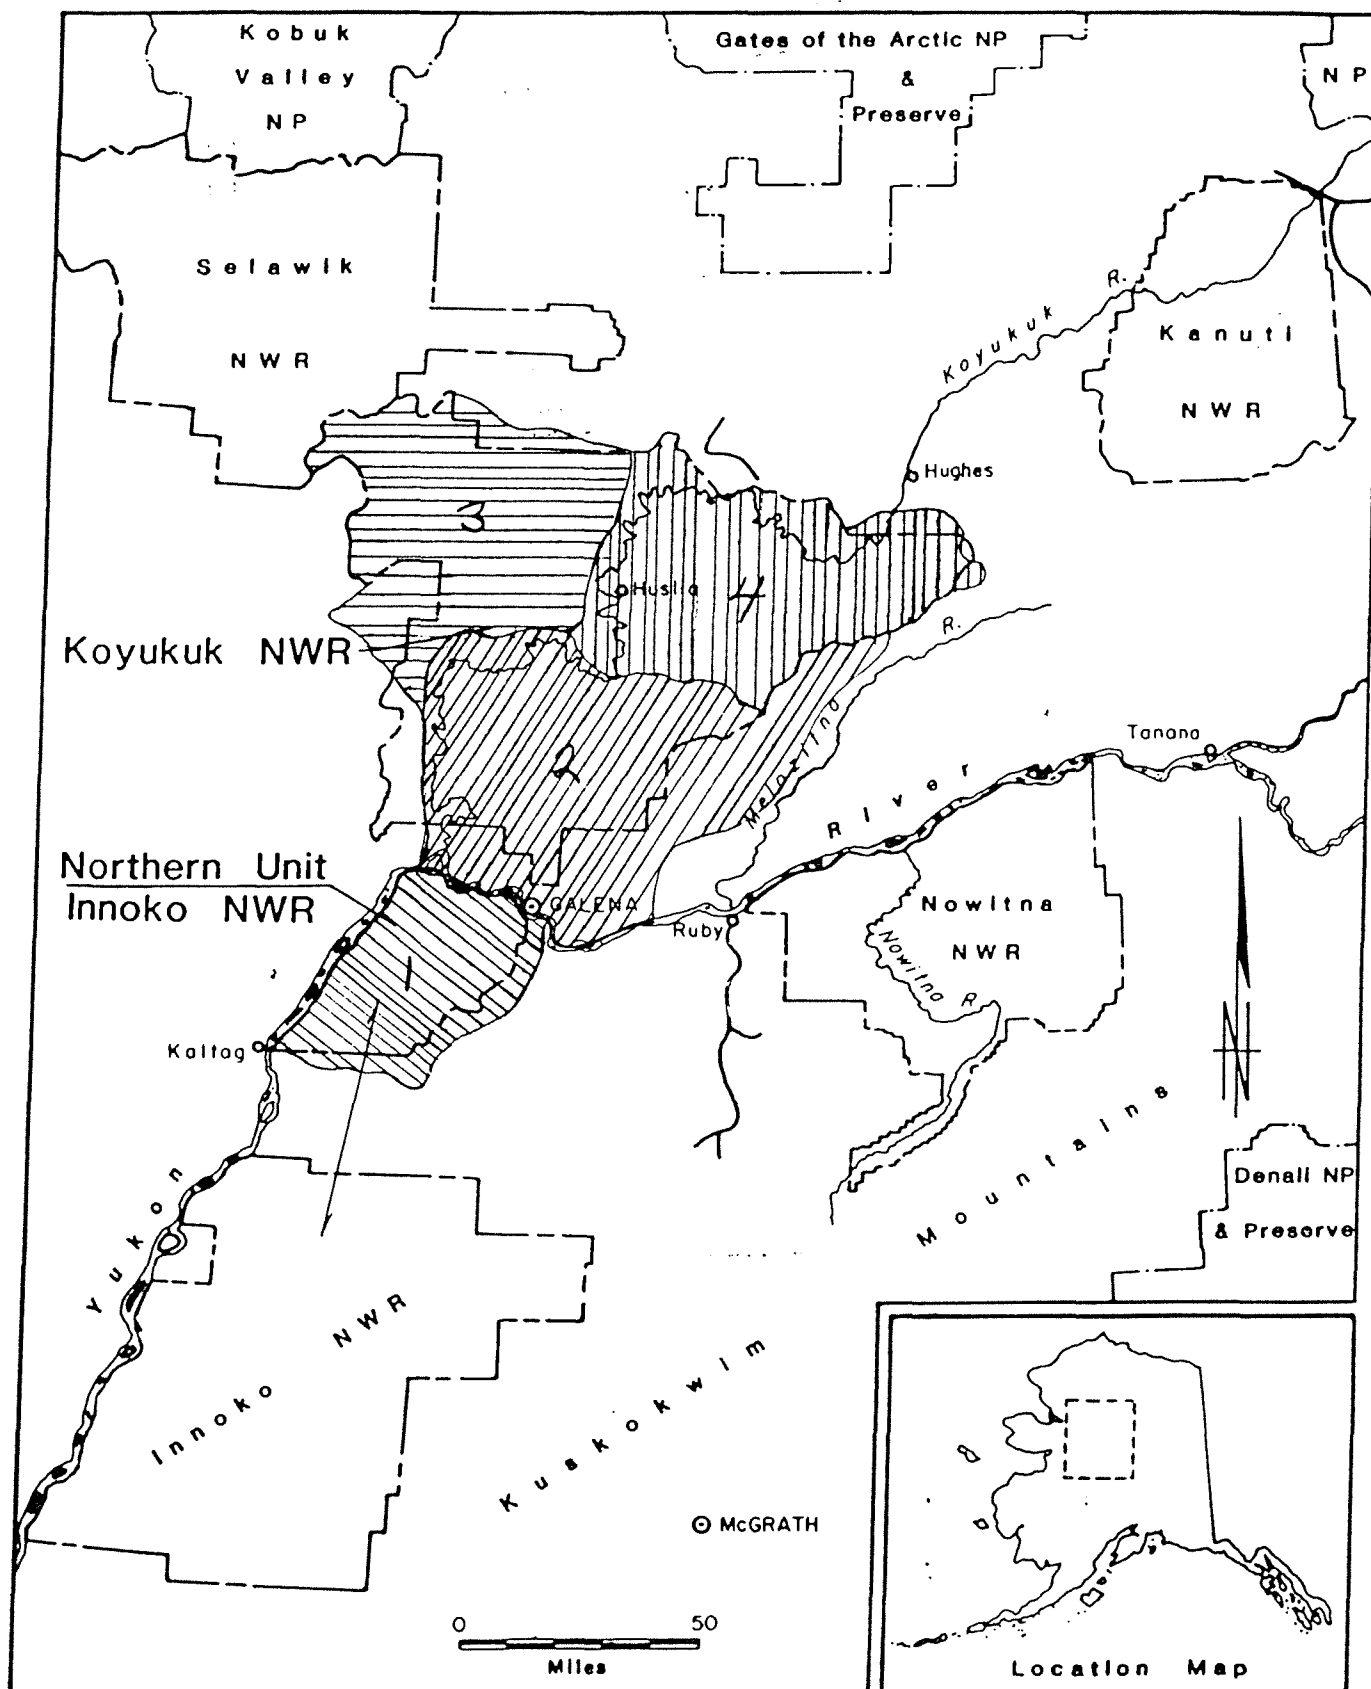 Kobuk
Valley
NP
Gates of the Arctic NP
&
Preserve
NP
Selawik
NWR
Koyukuk R.
Kanuti
NWR
Hughes
3
Huslia
4
Koyukuk NWR
Melozitna R.
2
Tanana
River
Northern Unit
Innoko NWR
GALENA
Ruby
Nowitna
NWR
Nowitna R
1
Kaltag
N
Mountains
Denali NP
& Preserve
Yukon
NWR
Innoko
Kuskokwim
McGRATH
0 50
Miles
Location Map